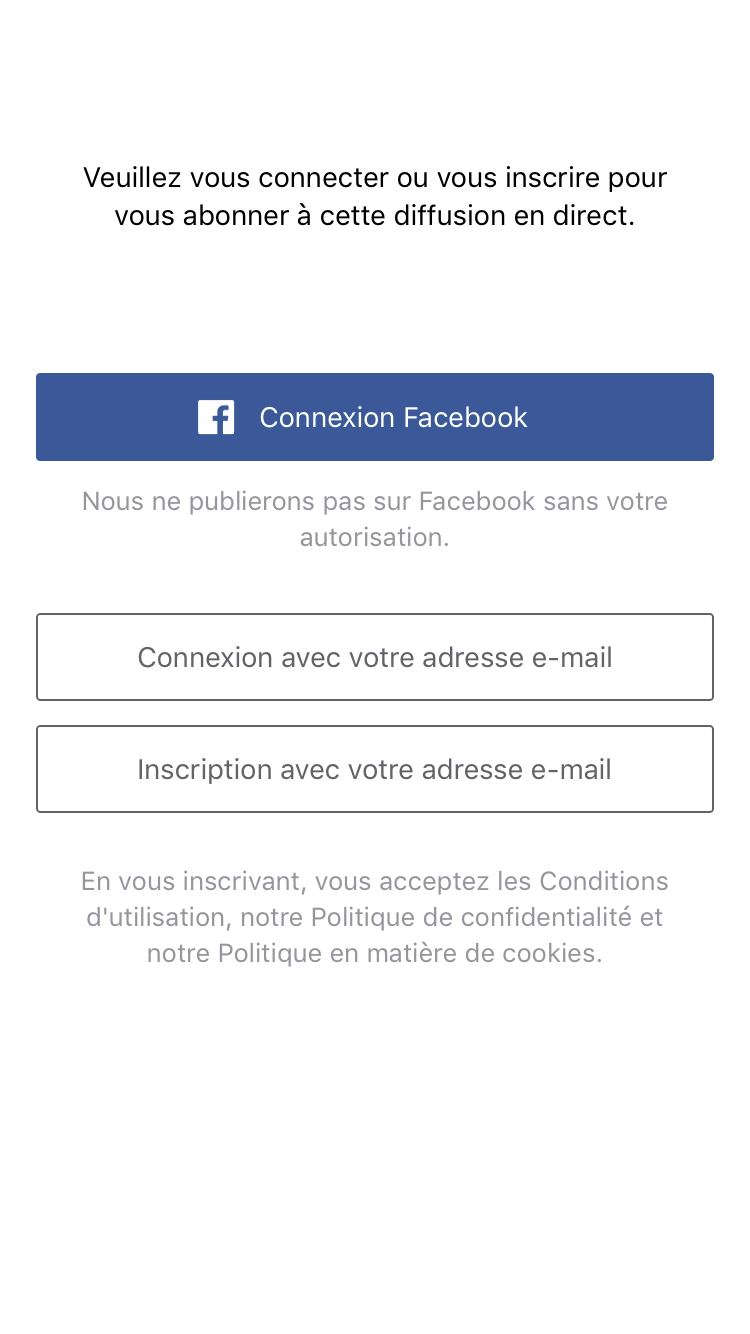 Veuillez vous connecter ou vous inscrire pour
vous abonner à cette diffusion en direct.
Connexion Facebook
Nous ne publierons pas sur Facebook sans votre
autorisation.
Connexion avec votre adresse e-mail
Inscription avec votre adresse e-mail
En vous inscrivant, vous acceptez les Conditions
d'utilisation, notre Politique de confidentialité et
notre Politique en matière de cookies.